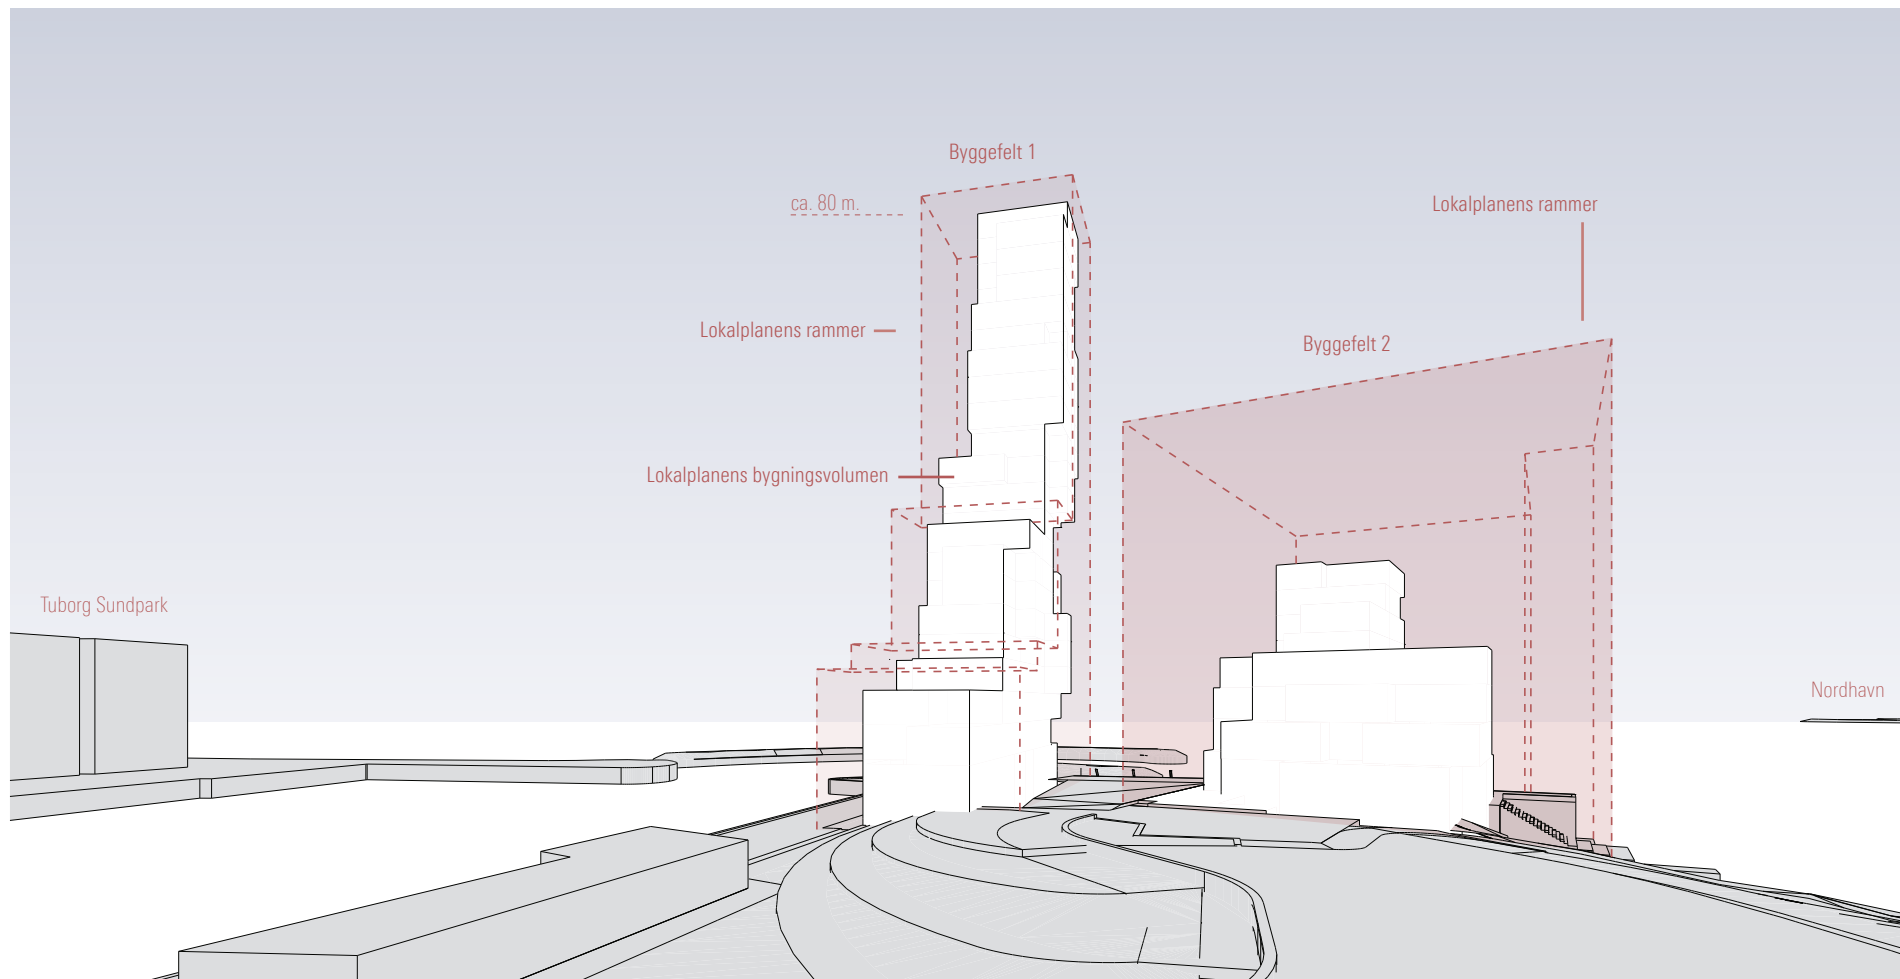 Byggefelt 1
ca. 80 m.
Lokalplanens rammer
Lokalplanens rammer
Byggefelt 2
Lokalplanens bygningsvolumen
Tuborg Sundpark
Nordhavn